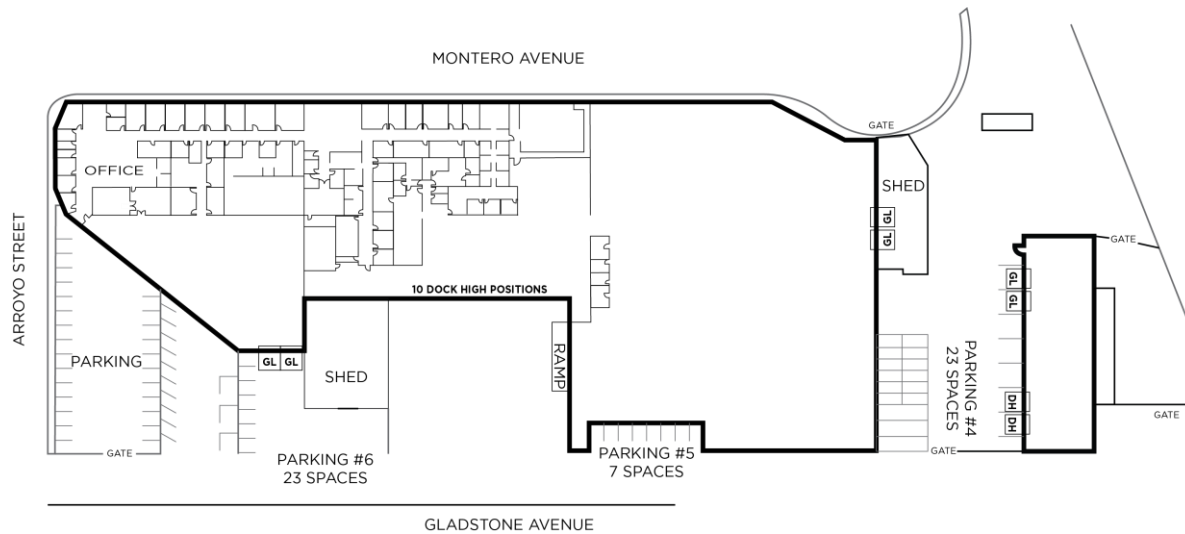 MONTERO AVENUE
GATE
OFFICE
SHED
GL
GL
ARROYO STREET
GATE
10 DOCK HIGH POSITIONS
GL
GL
RAMP
PARKING
GL GL
SHED
PARKING #4
23 SPACES
DH
DH
GATE
GATE
PARKING #6
23 SPACES
PARKING #5
7 SPACES
GATE
GLADSTONE AVENUE